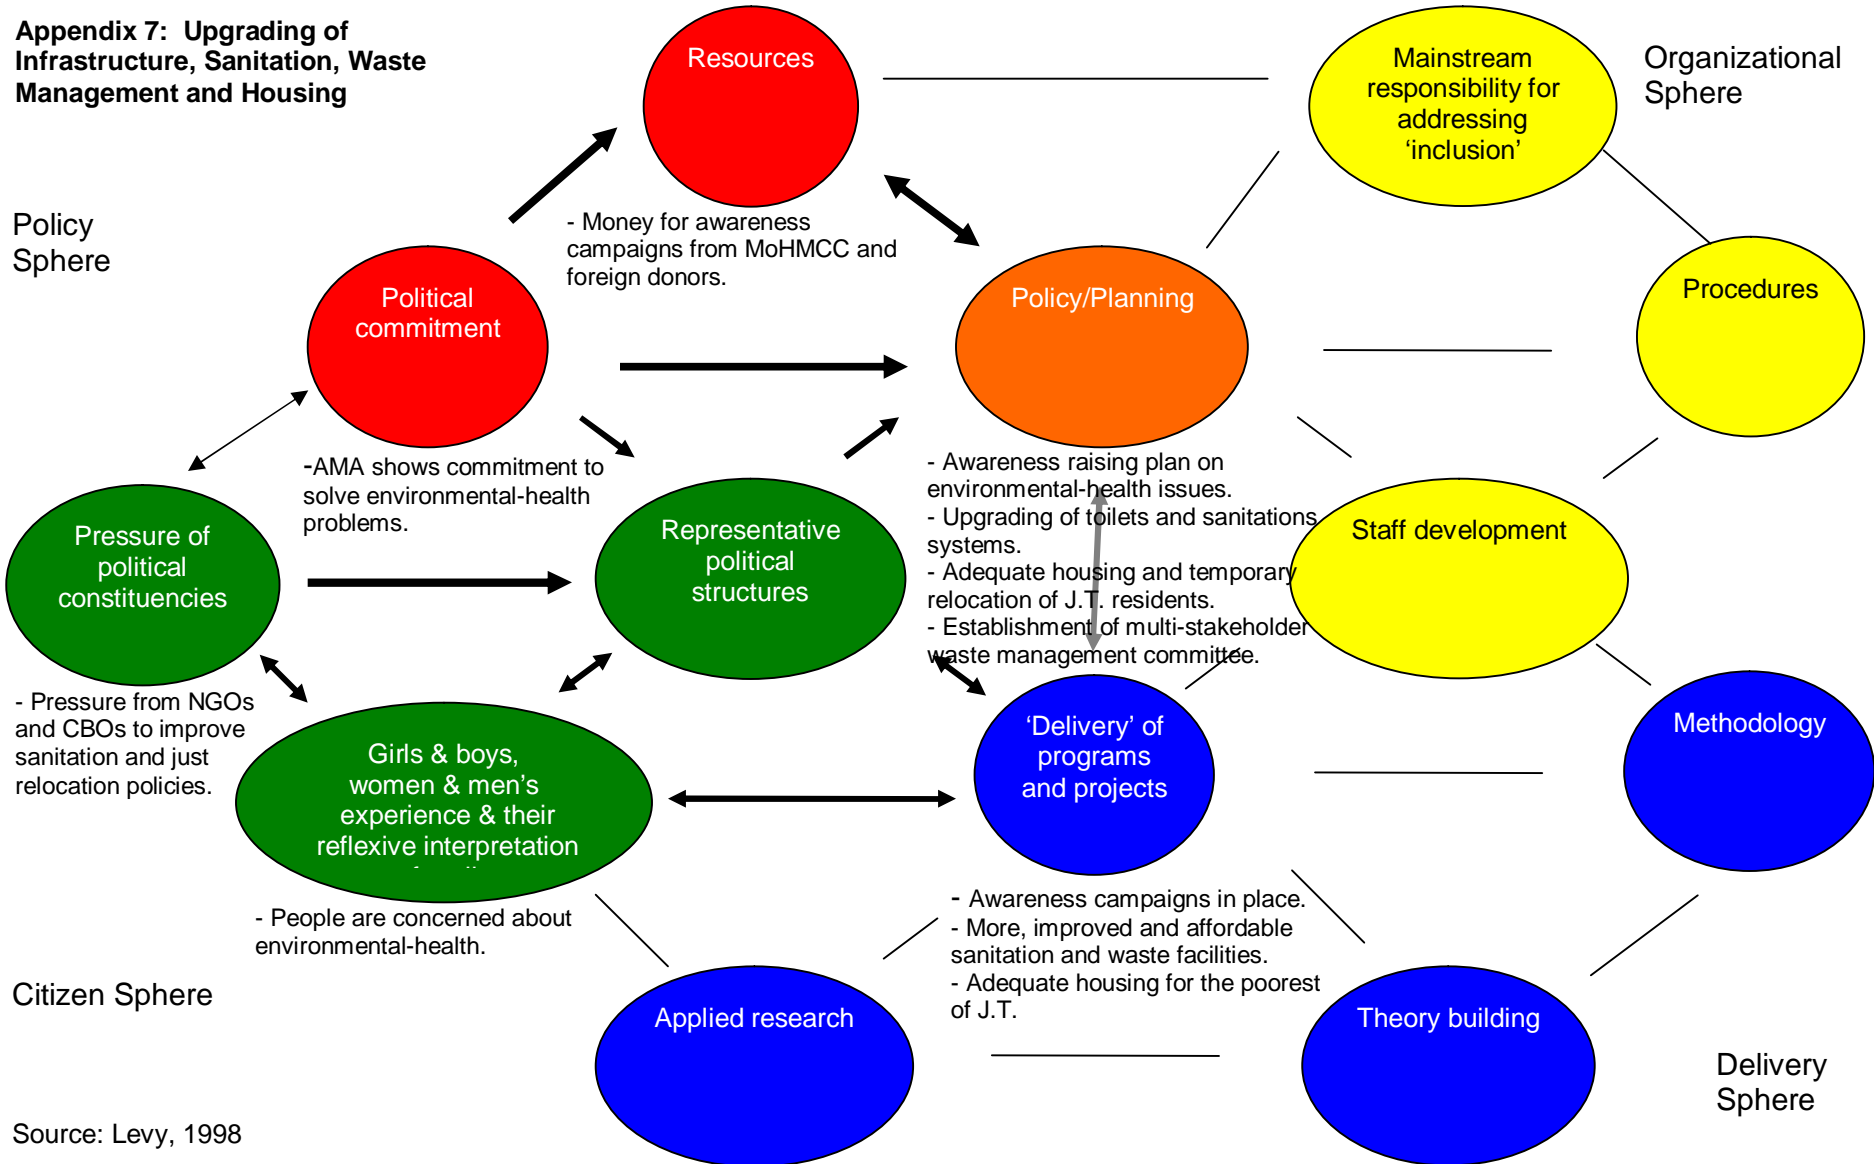 Appendix 7: Upgrading of
Infrastructure, Sanitation, Waste
Management and Housing
Resources
Mainstream
responsibility for
addressing
‘inclusion’
Organizational
Sphere
Policy
Sphere
- Money for awareness
campaigns from MoHMCC and
foreign donors.
Political
commitment
Policy/Planning
Procedures
-AMA shows commitment to
solve environmental-health
problems.
- Awareness raising plan on
environmental-health issues.
- Upgrading of toilets and sanitations
systems.
- Adequate housing and temporary
relocation of J.T. residents.
- Establishment of multi-stakeholder
waste management committee.
Pressure of
political
constituencies
Representative
political
structures
Staff development
- Pressure from NGOs
and CBOs to improve
sanitation and just
relocation policies.
Girls & boys,
women & men’s
experience & their
reflexive interpretation
‘Delivery’ of
programs
and projects
Methodology
- People are concerned about
environmental-health.
- Awareness campaigns in place.
- More, improved and affordable
sanitation and waste facilities.
- Adequate housing for the poorest
of J.T.
Citizen Sphere
Applied research
Theory building
Delivery
Sphere
Source: Levy, 1998